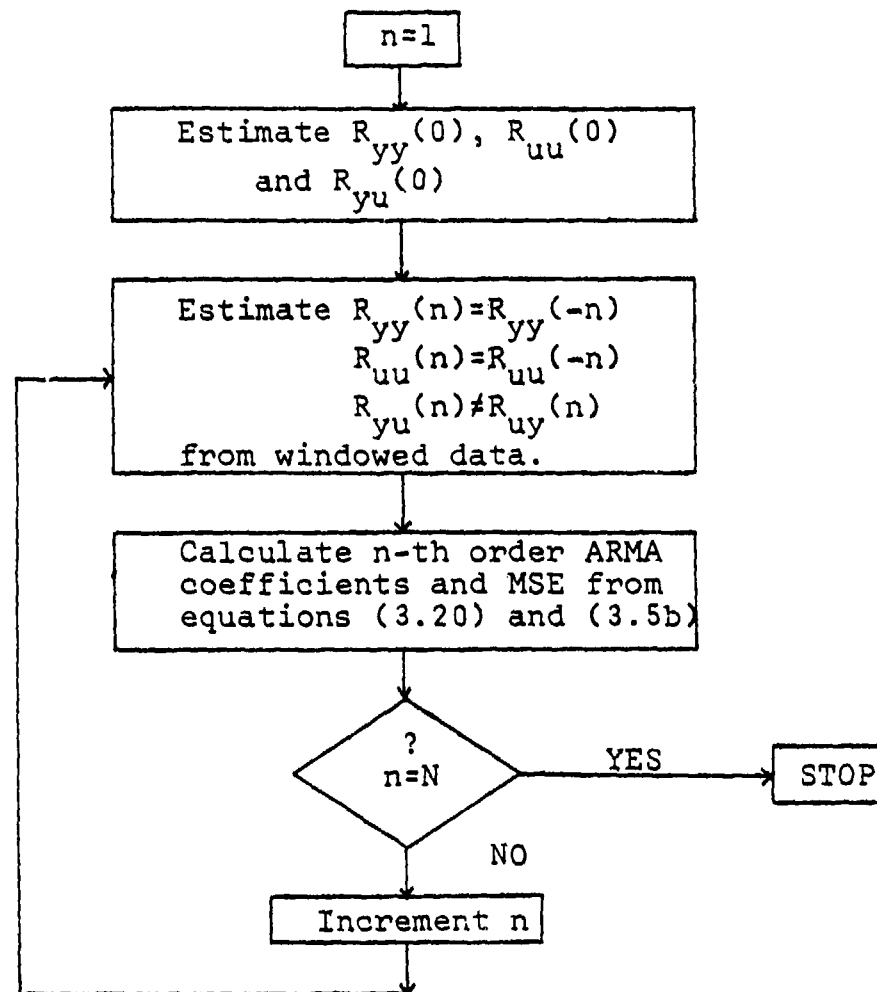 n=1
Estimate R_yy(0), R_uu(0)
and R_yu(0)
Estimate R_yy(n)=R_yy(-n)
R_uu(n)=R_uu(-n)
R_yu(n)≠R_uy(n)
from windowed data.
Calculate n-th order ARMA
coefficients and MSE from
equations (3.20) and (3.5b)
?
n=N
YES
STOP
NO
Increment n